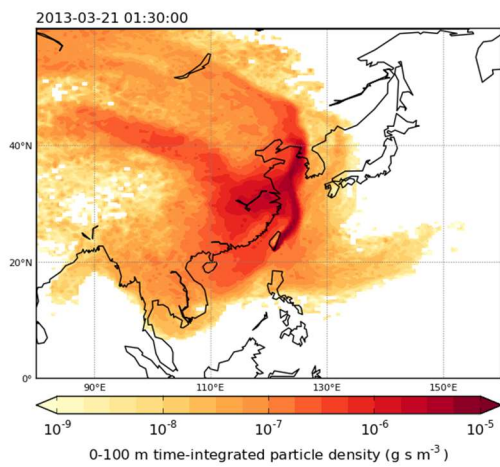 2013-03-21 01:30:00
40°N
20°N
0°
90°E 110°E 130°E 150°E
10⁻⁹ 10⁻⁸ 10⁻⁷ 10⁻⁶ 10⁻⁵
0-100 m time-integrated particle density (g s m⁻³)